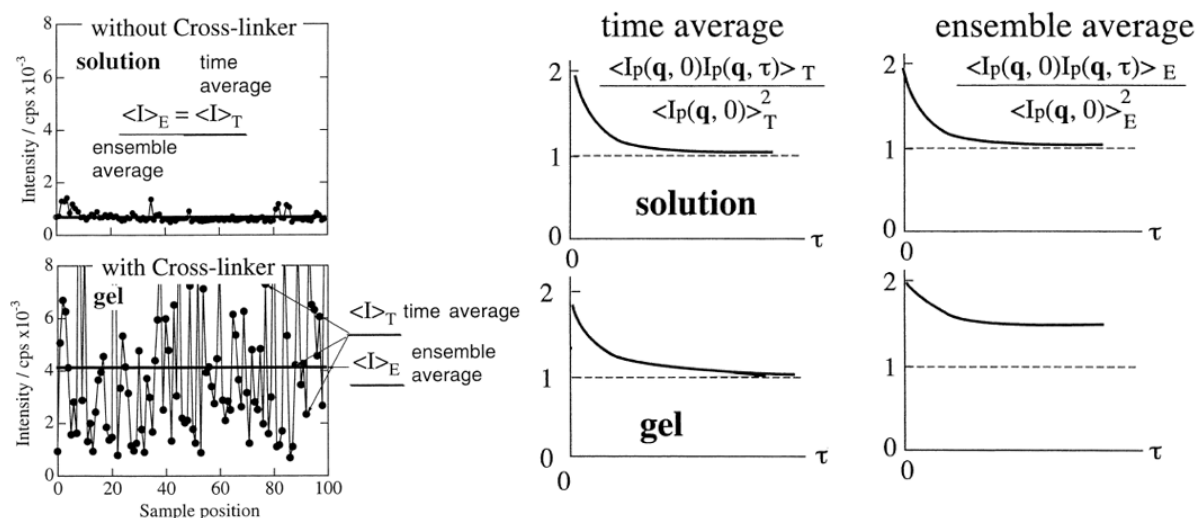 without Cross-linker
solution
time
average
<I>E = <I>T
ensemble
average
Intensity / cps x10⁻³
8
6
4
2
0
with Cross-linker
gel
<I>T time average
<I>E ensemble
average
Intensity / cps x10⁻³
8
6
4
2
0
0 20 40 60 80 100
Sample position
time average
<Ip(q, 0)Ip(q, τ)>T
<Ip(q, 0)>²T
2
1
0
solution
τ
0
ensemble average
<Ip(q, 0)Ip(q, τ)>E
<Ip(q, 0)>²E
2
1
0
τ
0
2
1
0
gel
τ
0
2
1
0
τ
0